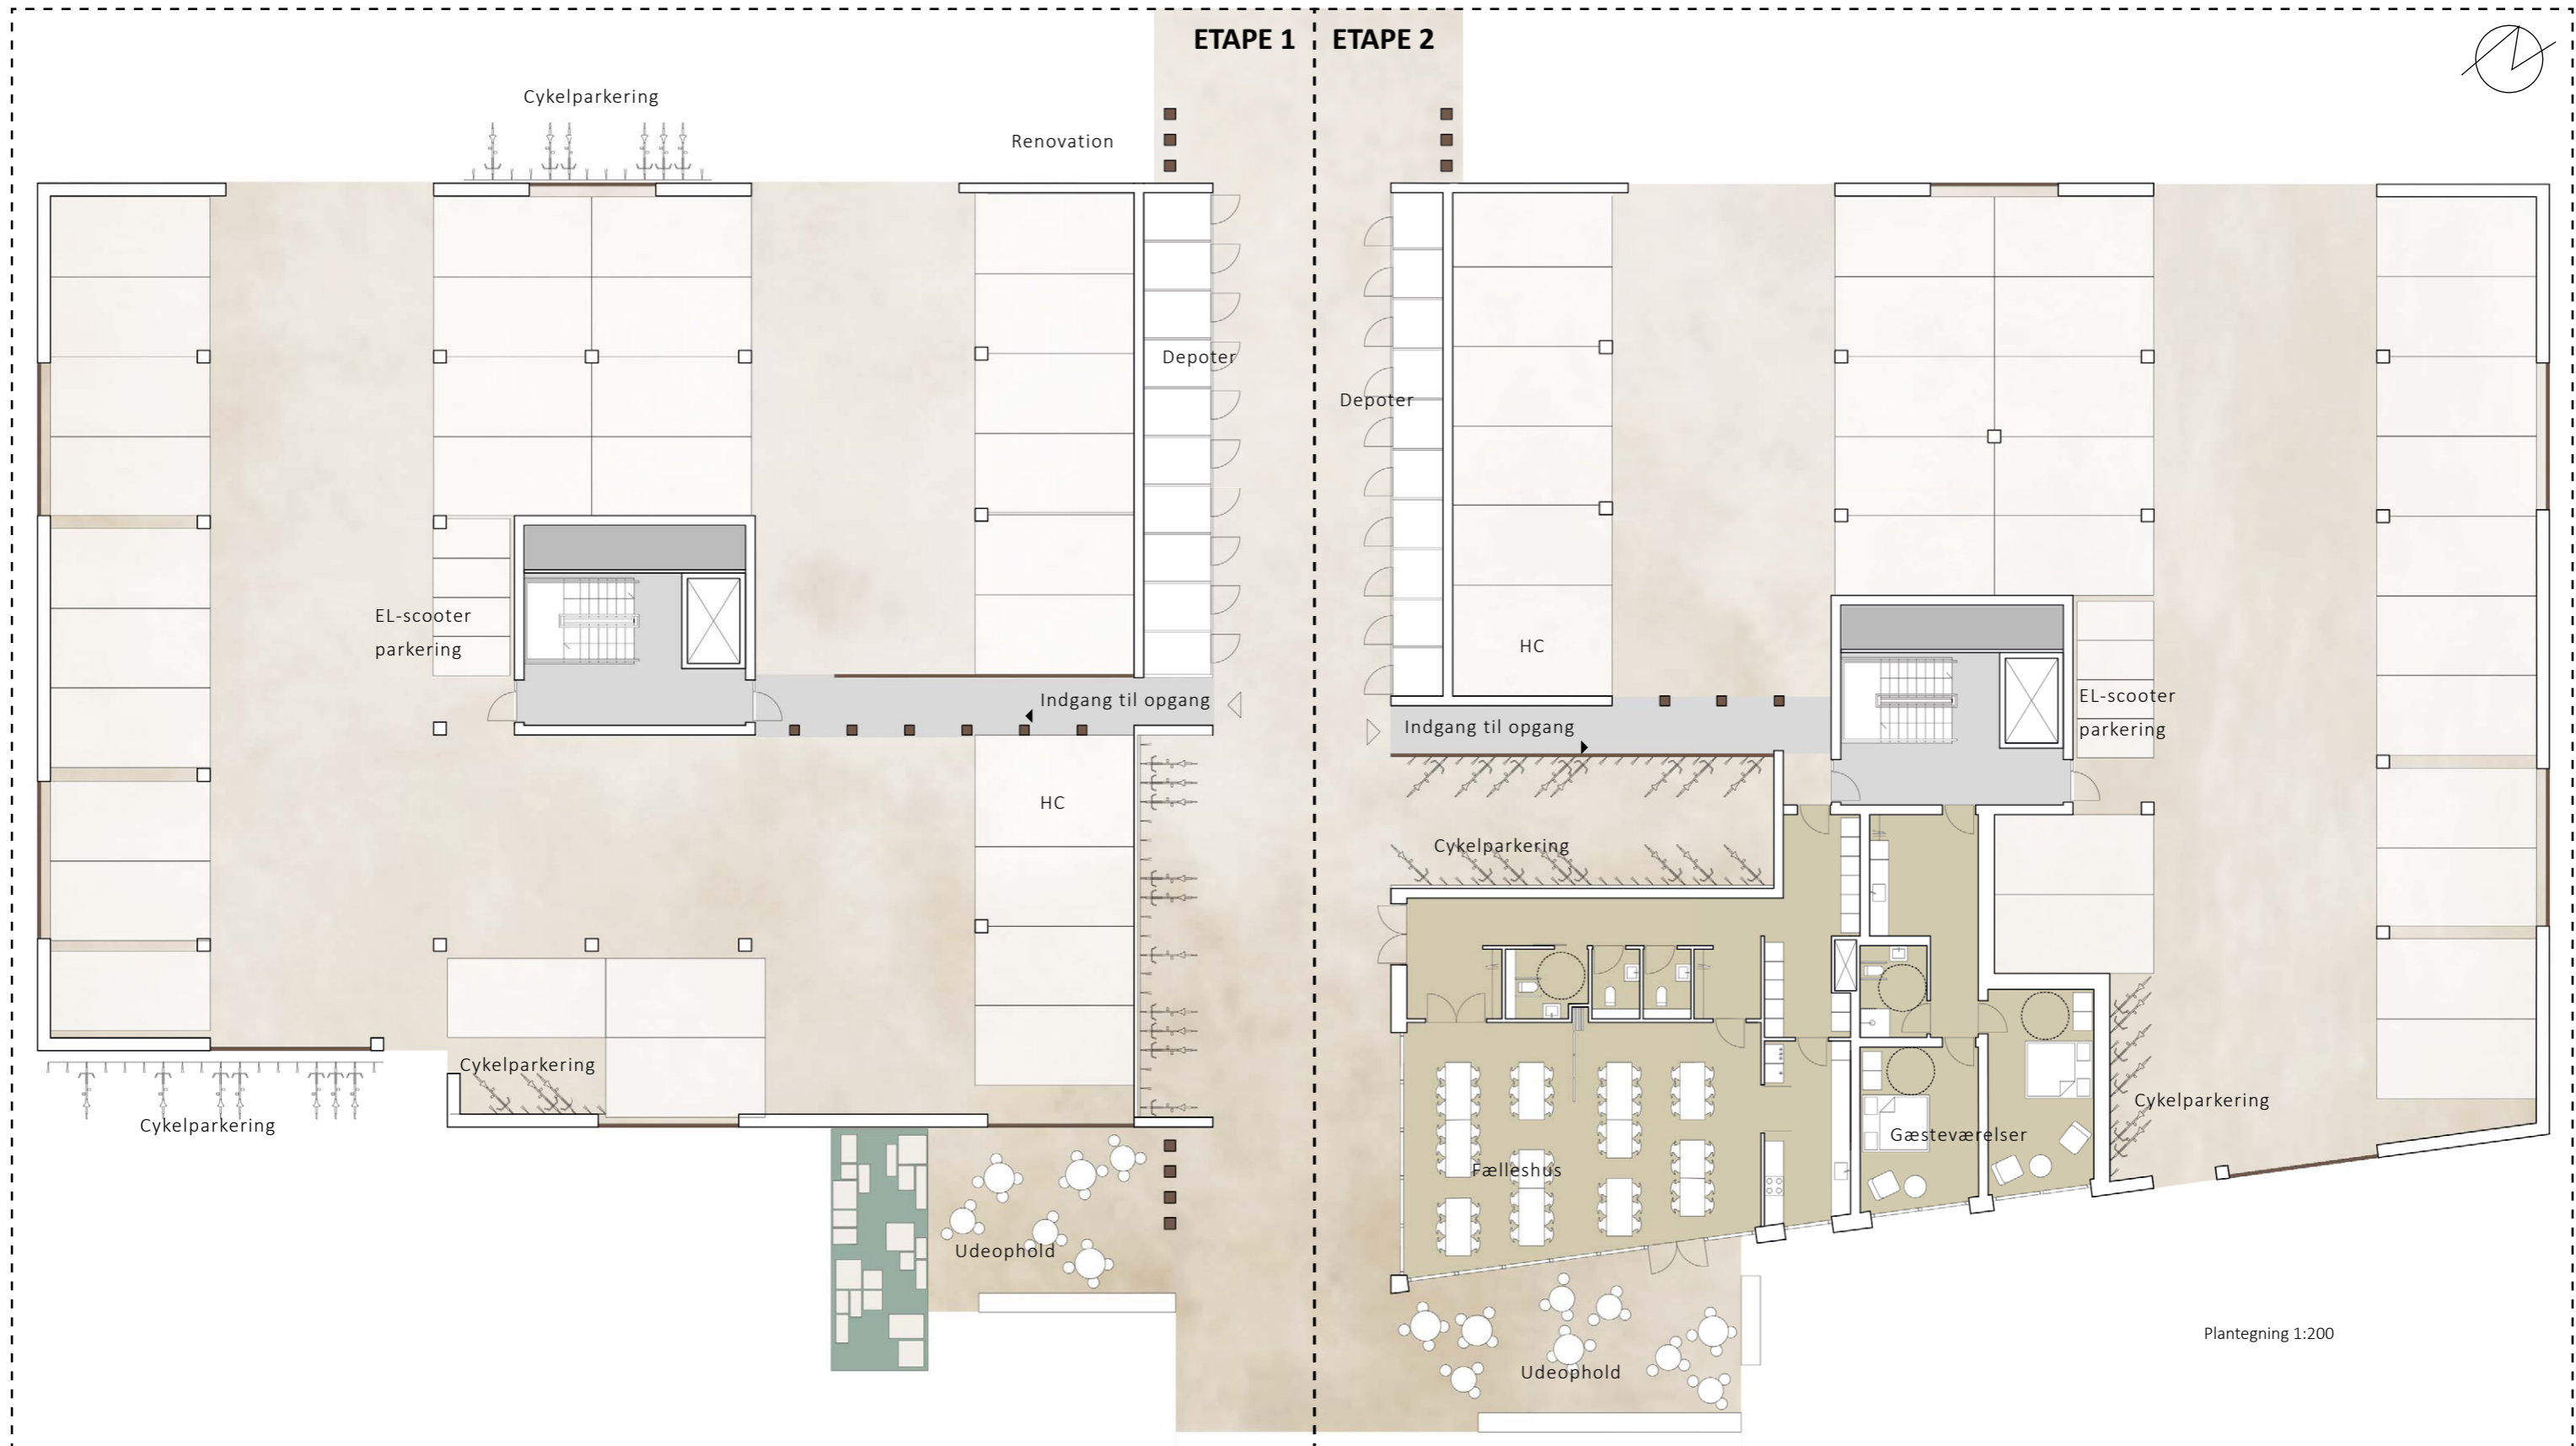 ETAPE 1
ETAPE 2
Cykelparkering
Renovation
Depoter
Depoter
EL-scooter
parkering
HC
Indgang til opgang
Indgang til opgang
EL-scooter
parkering
HC
Cykelparkering
Cykelparkering
Cykelparkering
Cykelparkering
Gæsteværelser
Fælleshus
Udeophold
Udeophold
Plantegning 1:200